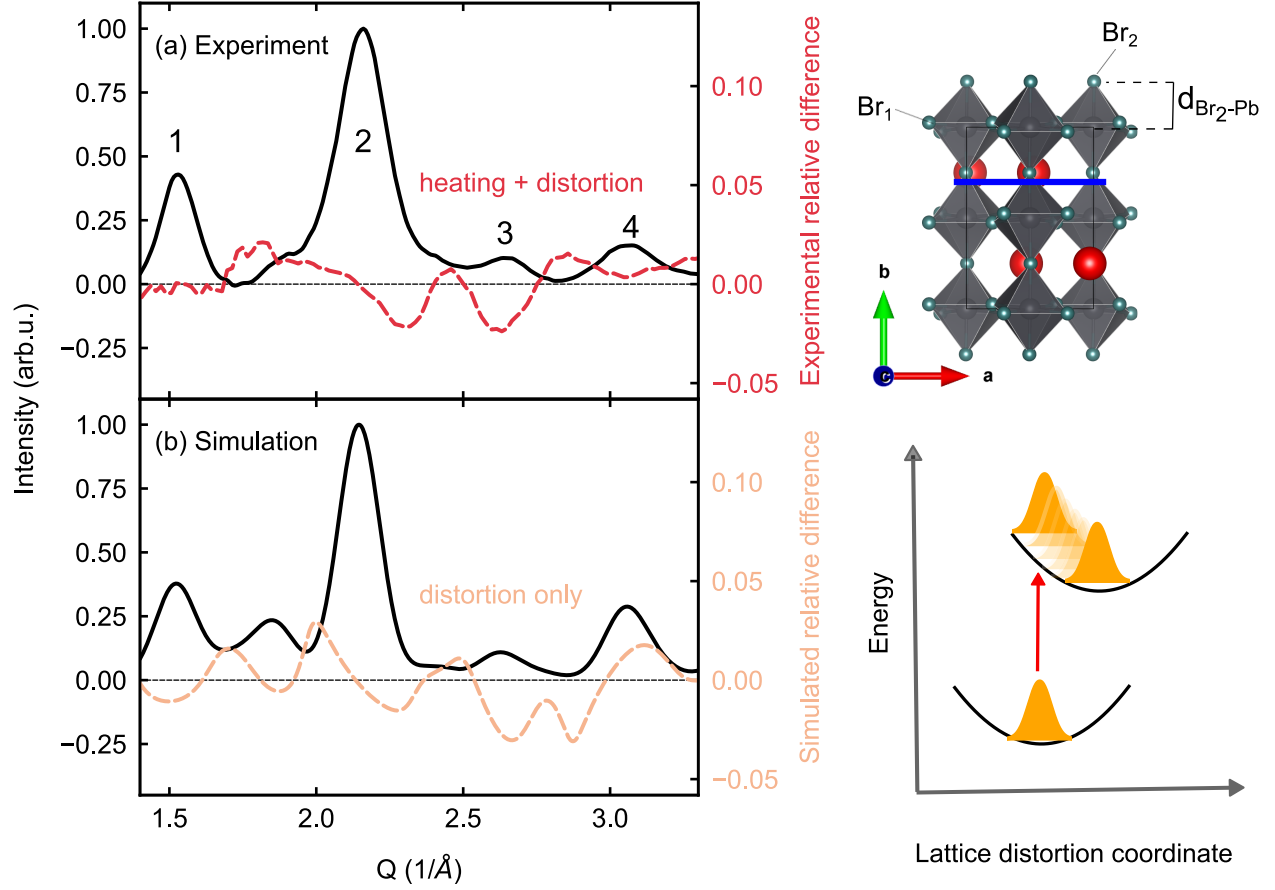 (a) Experiment
1
2
3
4
heating + distortion
1.00
0.75
0.50
0.25
0.00
−0.25
0.10
0.05
0.00
−0.05
Experimental relative difference
Intensity (arb.u.)
(b) Simulation
distortion only
1.00
0.75
0.50
0.25
0.00
−0.25
0.10
0.05
0.00
−0.05
Simulated relative difference
1.5
2.0
2.5
3.0
Q (1/Å)
Br2
Br1
dBr2-Pb
b
c
a
Energy
Lattice distortion coordinate